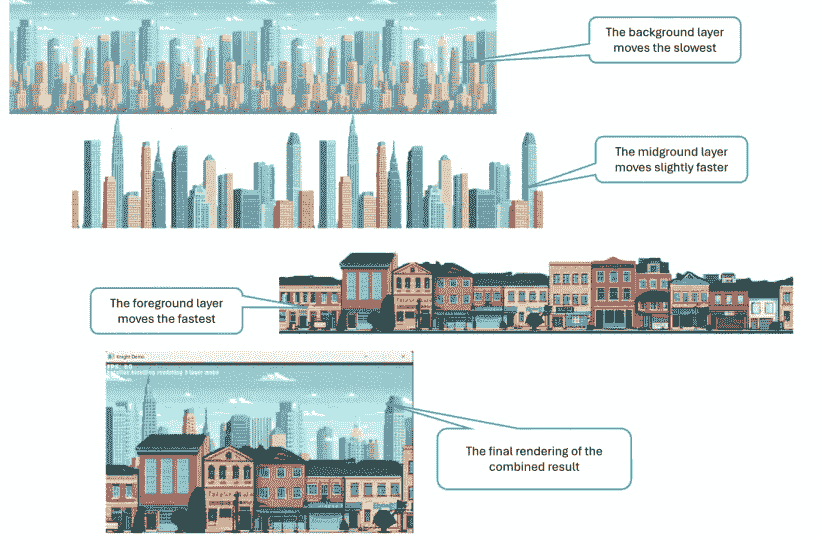 The background layer
moves the slowest
The midground layer
moves slightly faster
The foreground layer
moves the fastest
Knight Demo
The final rendering of the
combined result